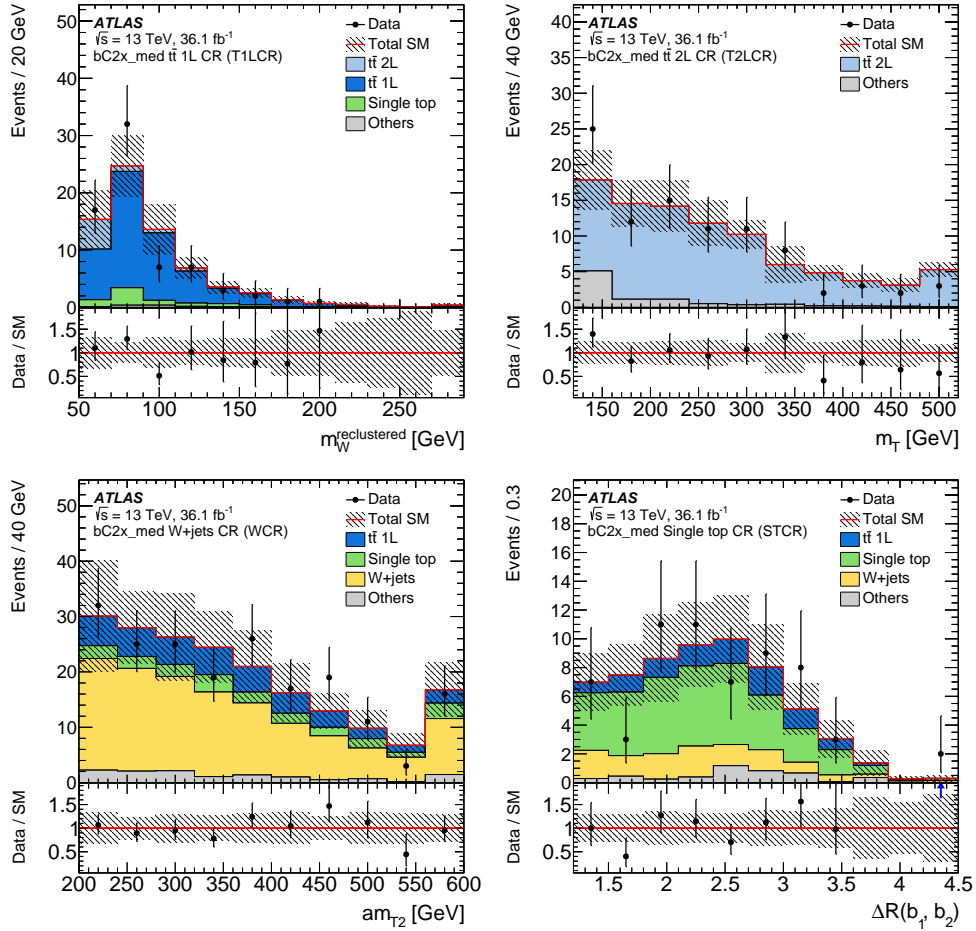 Events / 20 GeV
50
40
30
20
10
0
ATLAS
√s = 13 TeV, 36.1 fb⁻¹
bC2x_med tt̄ 1L CR (T1LCR)
Data
Total SM
tt̄ 2L
tt̄ 1L
Single top
Others
Data / SM
1.5
1
0.5
50 100 150 200 250
m_W^reclustered [GeV]
Events / 40 GeV
40
35
30
25
20
15
10
5
0
ATLAS
√s = 13 TeV, 36.1 fb⁻¹
bC2x_med tt̄ 2L CR (T2LCR)
Data
Total SM
tt̄ 2L
Others
Data / SM
1.5
1
0.5
150 200 250 300 350 400 450 500
m_T [GeV]
Events / 40 GeV
50
40
30
20
10
0
ATLAS
√s = 13 TeV, 36.1 fb⁻¹
bC2x_med W+jets CR (WCR)
Data
Total SM
tt̄ 1L
Single top
W+jets
Others
Data / SM
1.5
1
0.5
200 250 300 350 400 450 500 550 600
am_T2 [GeV]
Events / 0.3
20
18
16
14
12
10
8
6
4
2
0
ATLAS
√s = 13 TeV, 36.1 fb⁻¹
bC2x_med Single top CR (STCR)
Data
Total SM
tt̄ 1L
Single top
W+jets
Others
Data / SM
1.5
1
0.5
1.5 2 2.5 3 3.5 4 4.5
ΔR(b_1, b_2)